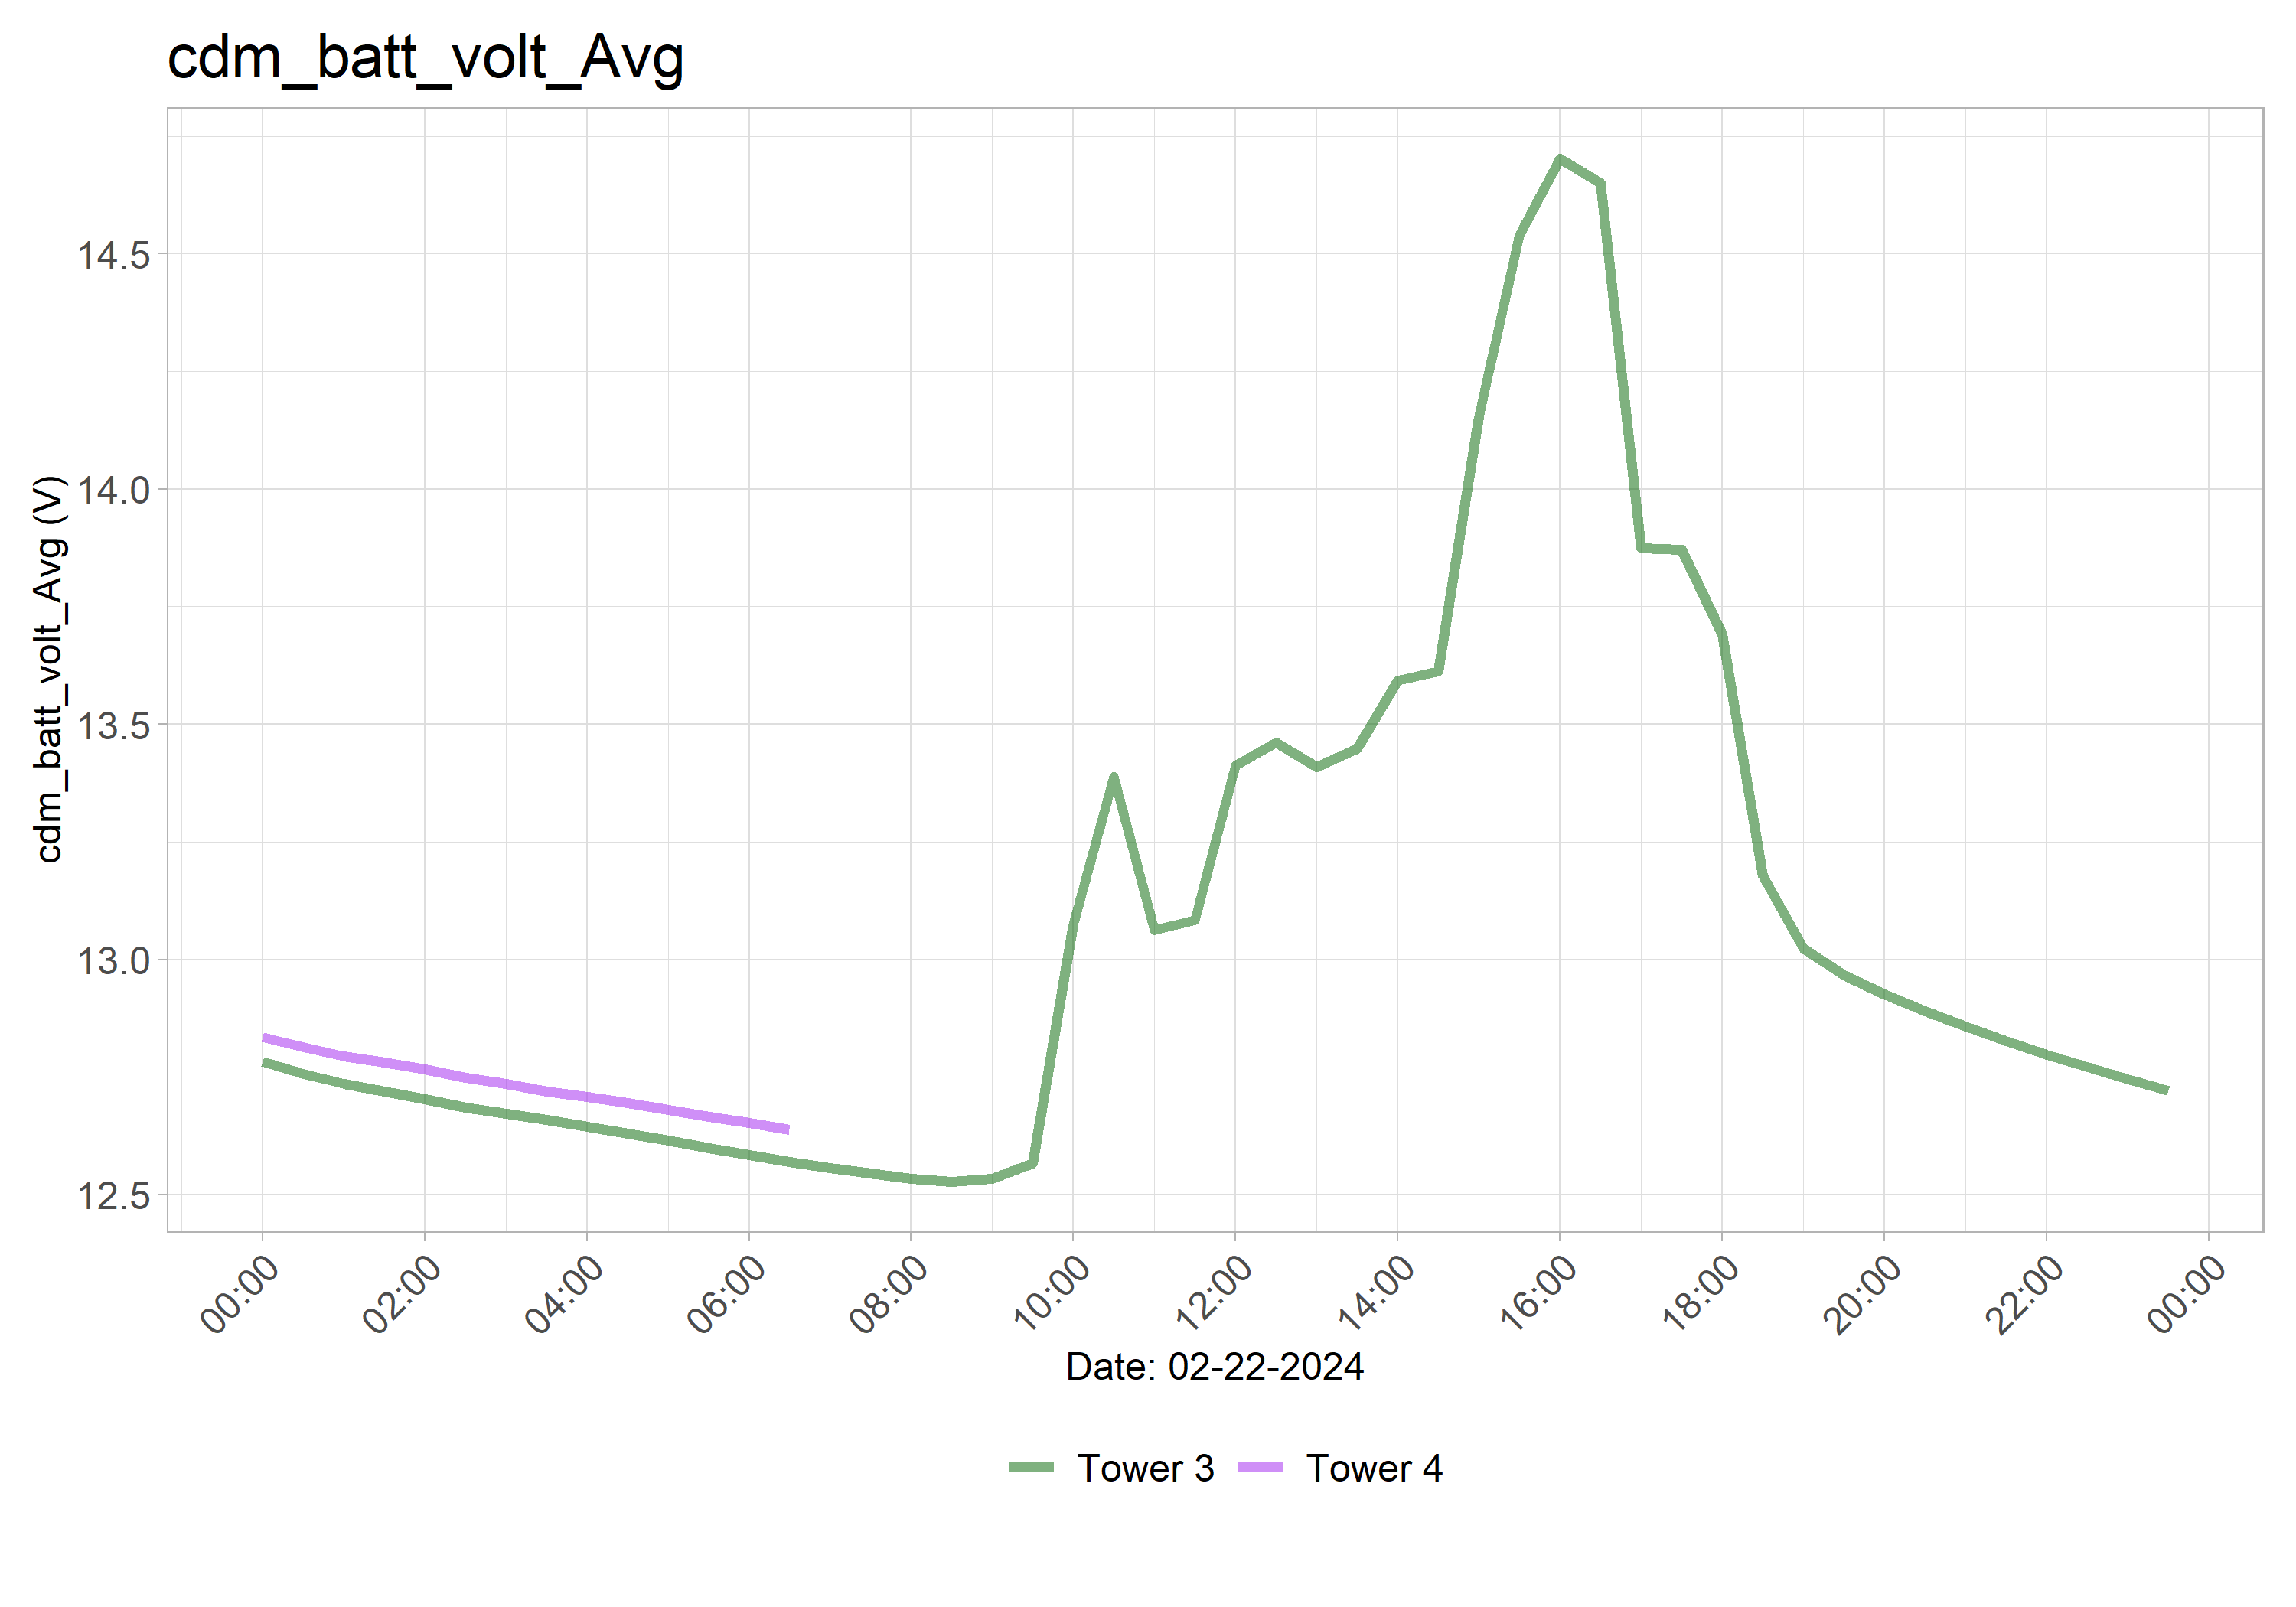 cdm_batt_volt_Avg
cdm_batt_volt_Avg (V)
14.5
14.0
13.5
13.0
12.5
00:00 02:00 04:00 06:00 08:00 10:00 12:00 14:00 16:00 18:00 20:00 22:00 00:00
Date: 02-22-2024
Tower 3 Tower 4